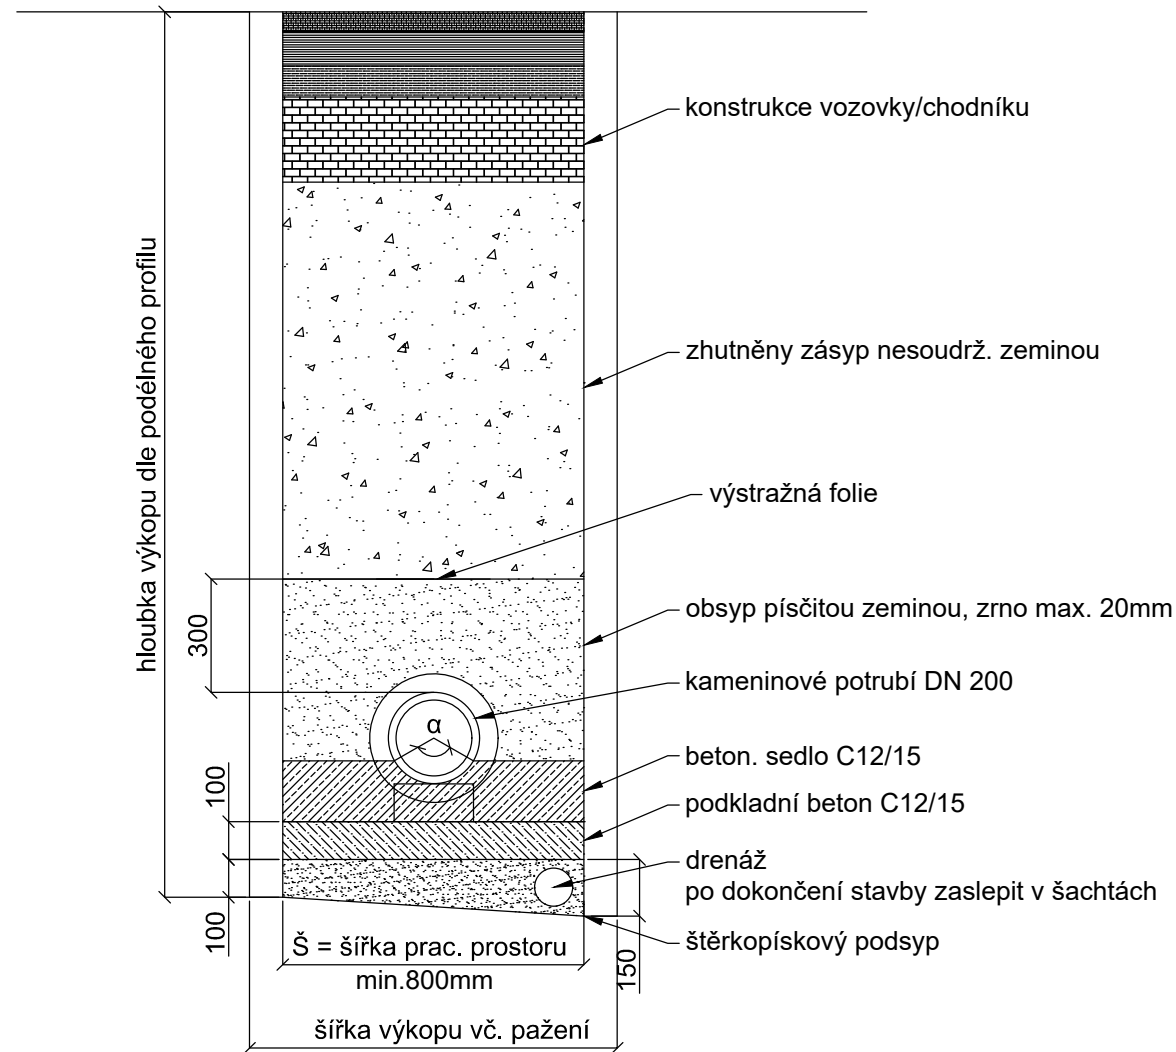 konstrukce vozovky/chodníku
hloubka výkopu dle podélného profilu
zhutněny zásyp nesoudrž. zeminou
výstražná folie
300
obsyp písčitou zeminou, zrno max. 20mm
kameninové potrubí DN 200
α
beton. sedlo C12/15
100
podkladní beton C12/15
drenáž
po dokončení stavby zaslepit v šachtách
100
štěrkopískový podsyp
Š = šířka prac. prostoru
min.800mm
150
šířka výkopu vč. pažení